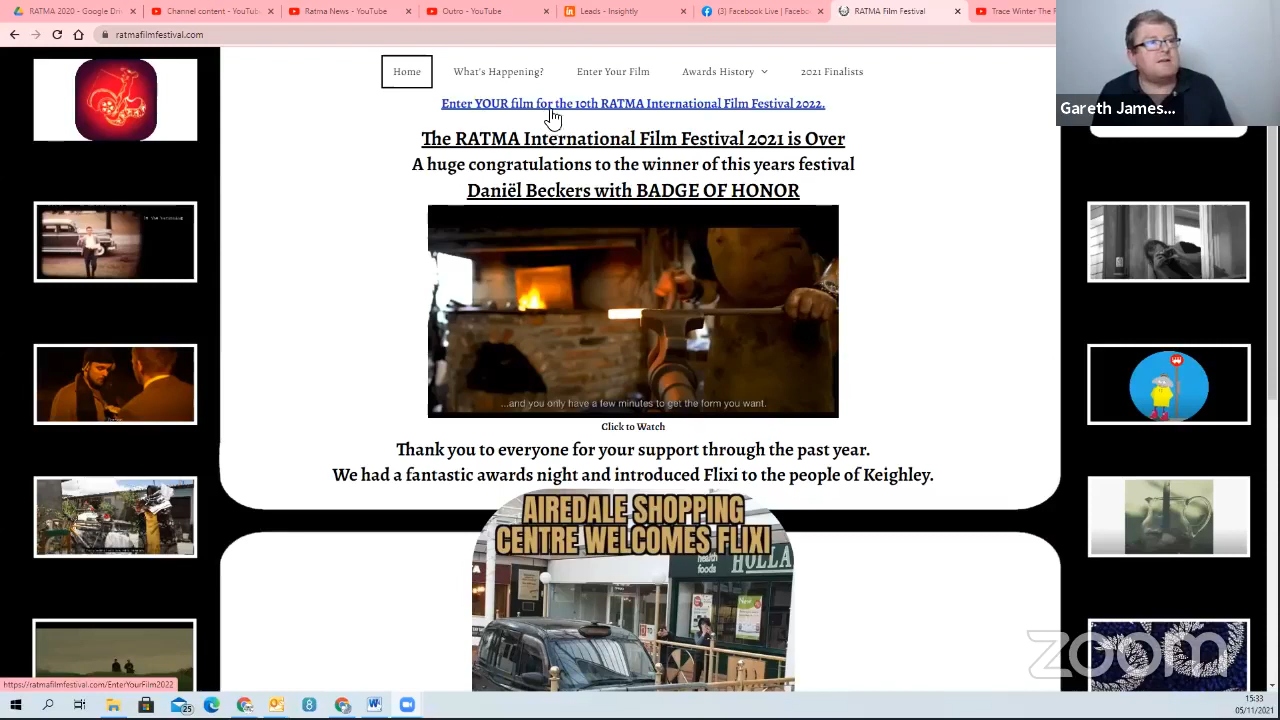 RATMA 2020 - Google Dri
Channel content - YouTub
Ratma News - YouTube
Outro - YouTube
Leads - Insightly
(3) Facebook Live | Facebo
RATMA Film Festival
Trace Winter The P
ratmafilmfestival.com
Home
What's Happening?
Enter Your Film
Awards History
2021 Finalists
Gareth James...
Enter YOUR film for the 10th RATMA International Film Festival 2022.
The RATMA International Film Festival 2021 is Over
A huge congratulations to the winner of this years festival
Daniël Beckers with BADGE OF HONOR
...and you only have a few minutes to get the form you want.
Click to Watch
Thank you to everyone for your support through the past year.
We had a fantastic awards night and introduced Flixi to the people of Keighley.
AIREDALE SHOPPING
CENTRE WELCOMES FLIXI
health
foods
HOLLA
zoom
https://ratmafilmfestival.com/EnterYourFilm2022
25
15:33
05/11/2021